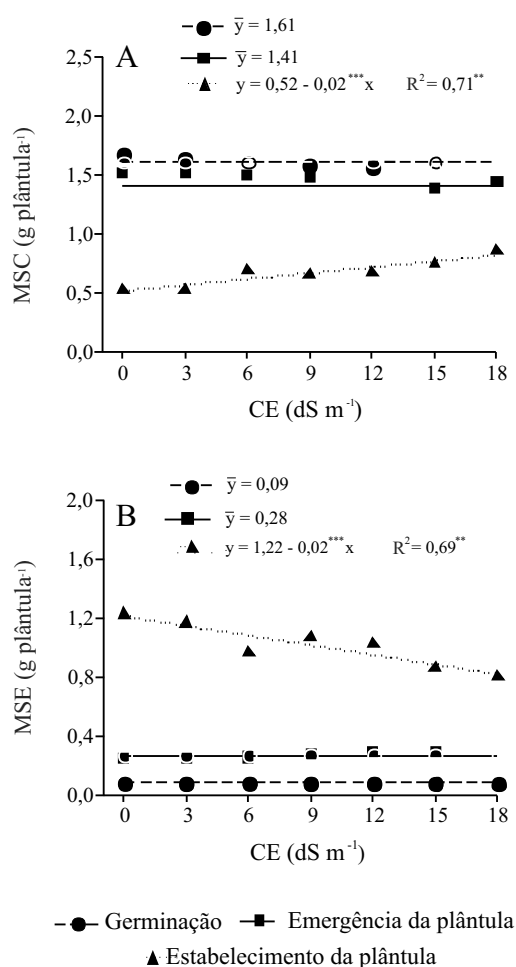 A
y̅ = 1,61
y̅ = 1,41
y = 0,52 - 0,02***x R² = 0,71**
2,5
2,0
1,5
1,0
0,5
0,0
MSC (g plântula⁻¹)
0 3 6 9 12 15 18
CE (dS m⁻¹)
B
y̅ = 0,09
y̅ = 0,28
y = 1,22 - 0,02***x R² = 0,69**
2,0
1,6
1,2
0,8
0,4
0,0
MSE (g plântula⁻¹)
0 3 6 9 12 15 18
CE (dS m⁻¹)
Germinação Emergência da plântula
Estabelecimento da plântula